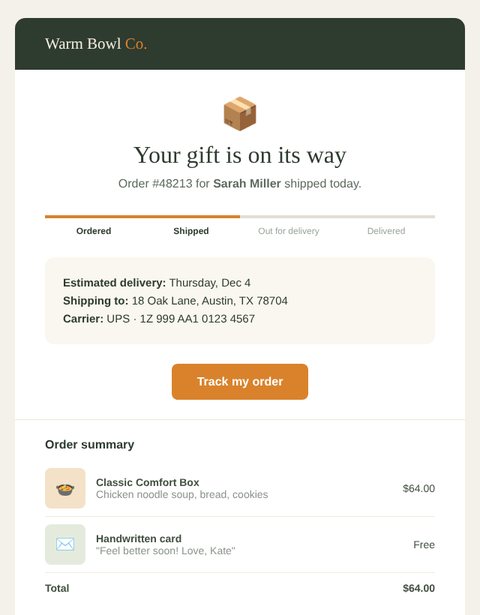 Warm Bowl Co.
Your gift is on its way
Order #48213 for Sarah Miller shipped today.
Ordered Shipped Out for delivery Delivered
Estimated delivery: Thursday, Dec 4
Shipping to: 18 Oak Lane, Austin, TX 78704
Carrier: UPS · 1Z 999 AA1 0123 4567
Track my order
Order summary
Classic Comfort Box
Chicken noodle soup, bread, cookies
$64.00
Handwritten card
"Feel better soon! Love, Kate"
Free
Total $64.00